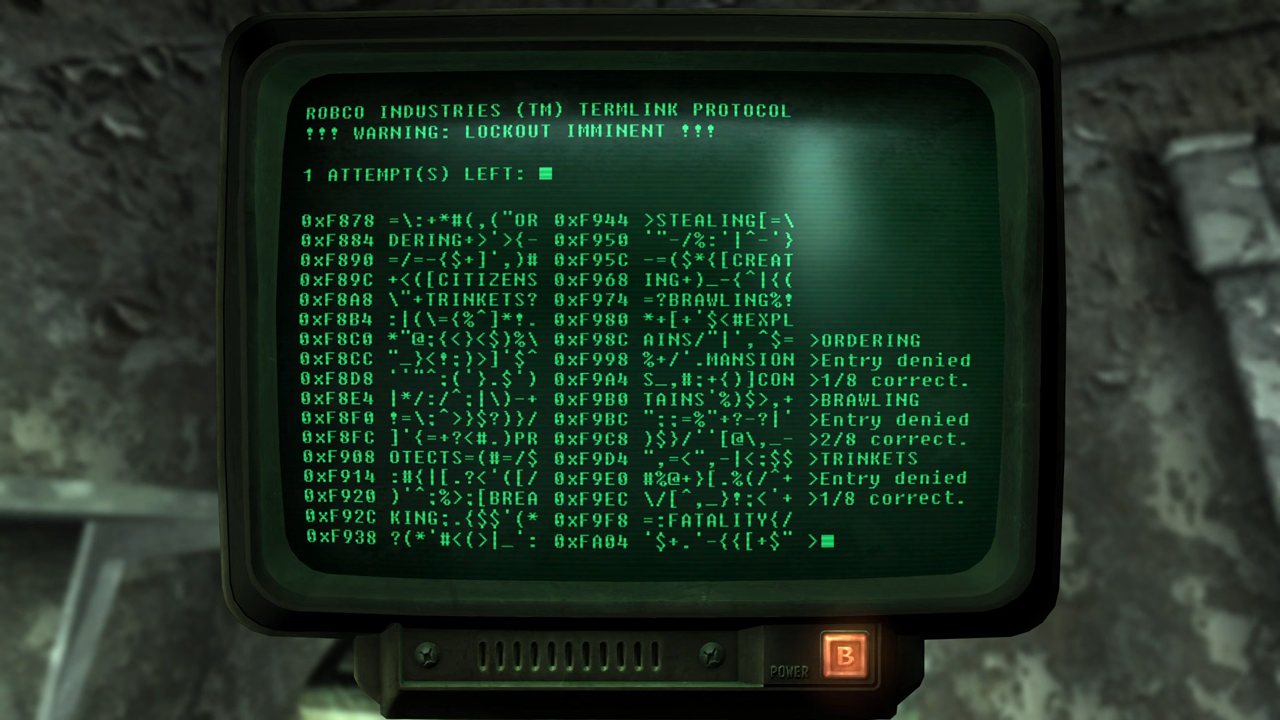 ROBCO INDUSTRIES (TM) TERMLINK PROTOCOL
!!! WARNING: LOCKOUT IMMINENT !!!
1 ATTEMPT(S) LEFT:
0xF878 =\:+*#(,("OR 0xF944 >STEALING[=\
0xF884 DERING+>'>{- 0xF950 '"-/%:'|^-'}
0xF890 =/=-{$+]',)# 0xF95C -=($*{[CREAT
0xF89C +<([CITIZENS 0xF968 ING+)_-{^|{(
0xF8A8 \"+TRINKETS? 0xF974 =?BRAWLING%!
0xF8B4 :|(\={%^]*!. 0xF980 *+[+'$<#EXPL
0xF8C0 *"@;{<}<$)%\ 0xF98C AINS/"|',^$= >ORDERING
0xF8CC "_}<!;)>]'$^ 0xF998 %+/'.MANSION >Entry denied
0xF8D8 ''"^;('}.$') 0xF9A4 S_,#;+{)]CON >1/8 correct.
0xF8E4 |*/:/^;|\)-+ 0xF9B0 TAINS'%)$>,+ >BRAWLING
0xF8F0 !=\;^>}$?)}/ 0xF9BC ";:=%"+?-?|' >Entry denied
0xF8FC ]'{=+?<#.)PR 0xF9C8 )$}/''[@\,_- >2/8 correct.
0xF908 OTECTS=(#=/$ 0xF9D4 ",=<",-|<:$$ >TRINKETS
0xF914 :#{|[.?<'([/ 0xF9E0 #%@+}[.%(/^+ >Entry denied
0xF920 )'^;%>;[BREA 0xF9EC \/[^,_}!;<'+ >1/8 correct.
0xF92C KING;.{$$'(* 0xF9F8 =:FATALITY{/
0xF938 ?(*'#<(>|_': 0xFA04 '$+.'-{{[+$" >
POWER
B